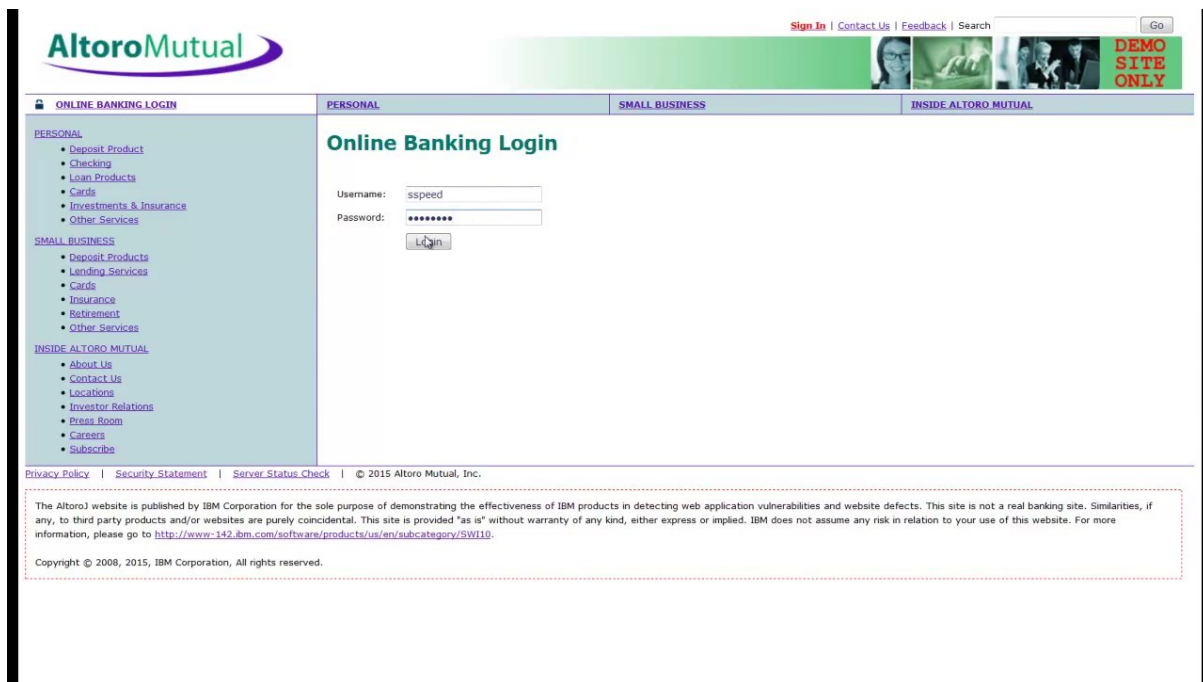 Sign In | Contact Us | Feedback | Search Go
AltoroMutual
DEMO
SITE
ONLY
ONLINE BANKING LOGIN
PERSONAL
SMALL BUSINESS
INSIDE ALTORO MUTUAL
PERSONAL
Deposit Product
Checking
Loan Products
Cards
Investments & Insurance
Other Services
SMALL BUSINESS
Deposit Products
Lending Services
Cards
Insurance
Retirement
Other Services
INSIDE ALTORO MUTUAL
About Us
Contact Us
Locations
Investor Relations
Press Room
Careers
Subscribe
Online Banking Login
Username: sspeed
Password: ••••••••
Login
Privacy Policy | Security Statement | Server Status Check | © 2015 Altoro Mutual, Inc.
The AltoroJ website is published by IBM Corporation for the sole purpose of demonstrating the effectiveness of IBM products in detecting web application vulnerabilities and website defects. This site is not a real banking site. Similarities, if
any, to third party products and/or websites are purely coincidental. This site is provided "as is" without warranty of any kind, either express or implied. IBM does not assume any risk in relation to your use of this website. For more
information, please go to http://www-142.ibm.com/software/products/us/en/subcategory/SWI10.
Copyright © 2008, 2015, IBM Corporation, All rights reserved.